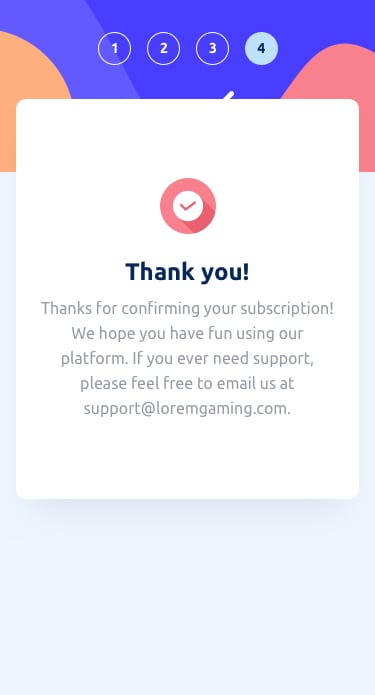 1 2 3 4
Thank you!
Thanks for confirming your subscription!
We hope you have fun using our
platform. If you ever need support,
please feel free to email us at
support@loremgaming.com.